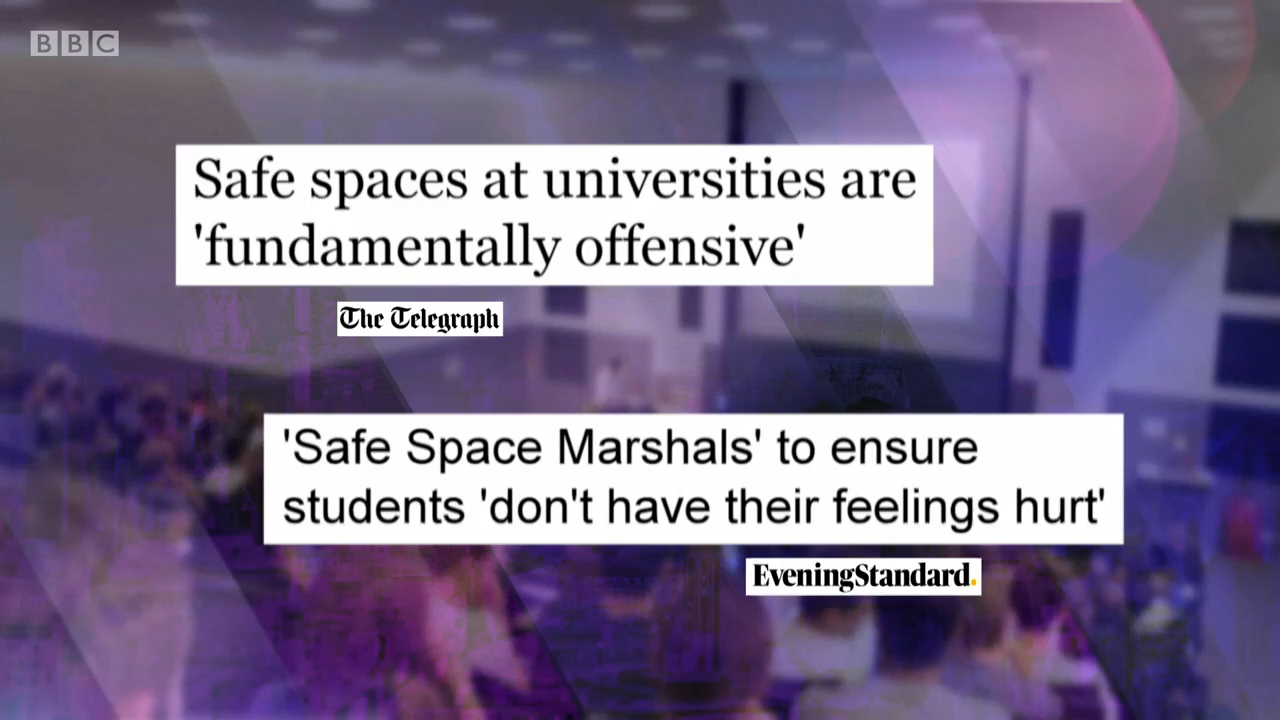 BBC
Safe spaces at universities are
'fundamentally offensive'
The Telegraph
'Safe Space Marshals' to ensure
students 'don't have their feelings hurt'
EveningStandard.